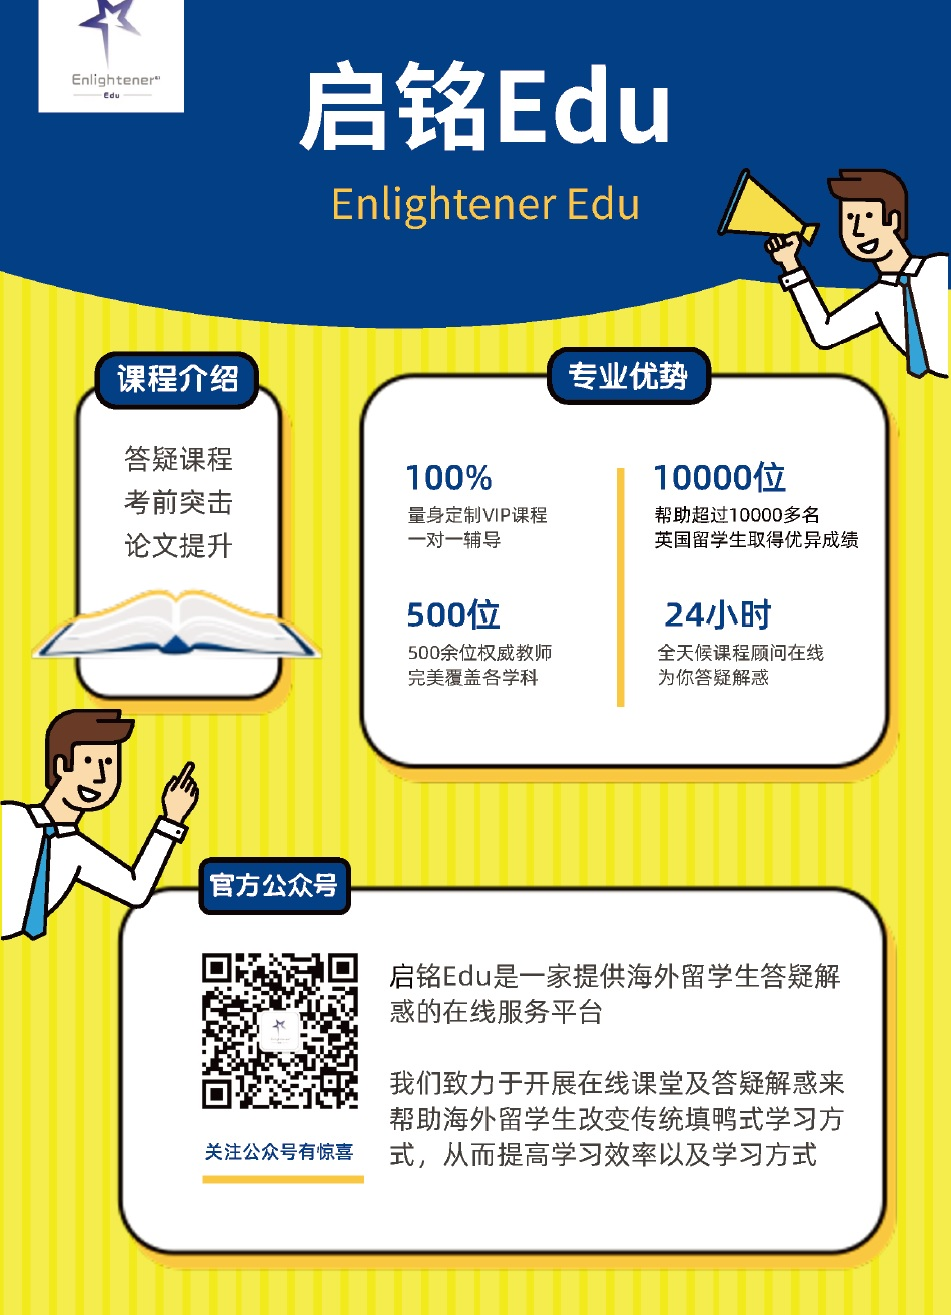 Enlightener
Edu
启铭Edu
Enlightener Edu
课程介绍
答疑课程
考前突击
论文提升
专业优势
100%
量身定制VIP课程
一对一辅导
10000位
帮助超过10000多名
英国留学生取得优异成绩
500位
500余位权威教师
完美覆盖各学科
24小时
全天候课程顾问在线
为你答疑解惑
官方公众号
启铭Edu是一家提供海外留学生答疑解
惑的在线服务平台
我们致力于开展在线课堂及答疑解惑来
帮助海外留学生改变传统填鸭式学习方
式，从而提高学习效率以及学习方式
关注公众号有惊喜